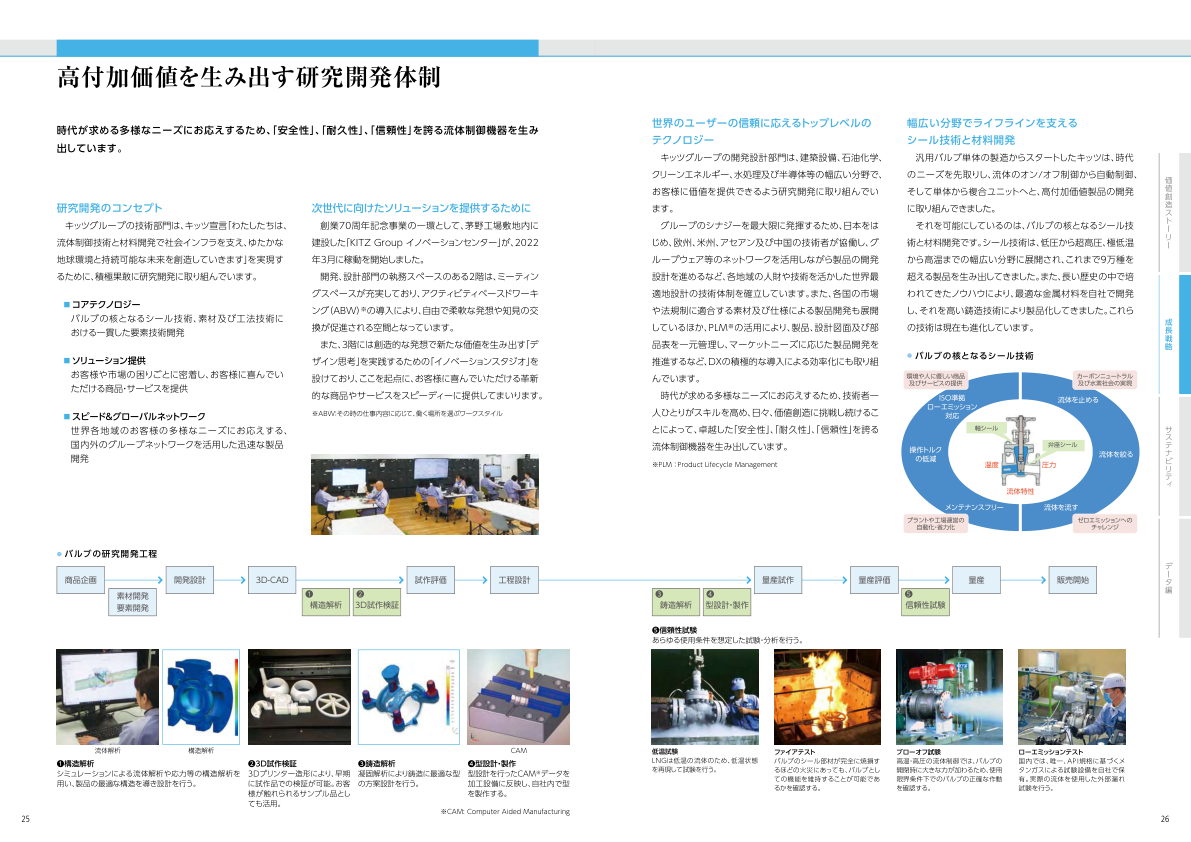 高付加価値を生み出す研究開発体制
時代が求める多様なニーズにお応えするため、「安全性」、「耐久性」、「信頼性」を誇る流体制御機器を生み
出しています。
研究開発のコンセプト
キッツグループの技術部門は、キッツ宣言「わたしたちは、
流体制御技術と材料開発で社会インフラを支え、ゆたかな
地球環境と持続可能な未来を創造していきます」を実現す
るために、積極果敢に研究開発に取り組んでいます。
■ コアテクノロジー
バルブの核となるシール技術、素材及び工法技術に
おける一貫した要素技術開発
■ ソリューション提供
お客様や市場の困りごとに密着し、お客様に喜んでい
ただける商品・サービスを提供
■ スピード&グローバルネットワーク
世界各地域のお客様の多様なニーズにお応えする、
国内外のグループネットワークを活用した迅速な製品
開発
次世代に向けたソリューションを提供するために
創業70周年記念事業の一環として、茅野工場敷地内に
建設した「KITZ Group イノベーションセンター」が、2022
年3月に稼動を開始しました。
開発、設計部門の執務スペースのある2階は、ミーティン
グスペースが充実しており、アクティビティベースドワーキ
ング（ABW）※の導入により、自由で柔軟な発想や知見の交
換が促進される空間となっています。
また、3階には創造的な発想で新たな価値を生み出す「デ
ザイン思考」を実践するための「イノベーションスタジオ」を
設けており、ここを起点に、お客様に喜んでいただける革新
的な商品やサービスをスピーディーに提供してまいります。
※ABW:その時の仕事内容に応じて、働く場所を選ぶワークスタイル
世界のユーザーの信頼に応えるトップレベルの
テクノロジー
キッツグループの開発設計部門は、建築設備、石油化学、
クリーンエネルギー、水処理及び半導体等の幅広い分野で、
お客様に価値を提供できるよう研究開発に取り組んでい
ます。
グループのシナジーを最大限に発揮するため、日本をは
じめ、欧州、米州、アセアン及び中国の技術者が協働し、グ
ループウェア等のネットワークを活用しながら製品の開発
設計を進めるなど、各地域の人財や技術を活かした世界最
適地設計の技術体制を確立しています。また、各国の市場
や法規制に適合する素材及び仕様による製品開発も展開
しているほか、PLM※の活用により、製品、設計図面及び部
品表を一元管理し、マーケットニーズに応じた製品開発を
推進するなど、DXの積極的な導入による効率化にも取り組
んでいます。
時代が求める多様なニーズにお応えするため、技術者一
人ひとりがスキルを高め、日々、価値創造に挑戦し続けるこ
とによって、卓越した「安全性」、「耐久性」、「信頼性」を誇る
流体制御機器を生み出しています。
※PLM：Product Lifecycle Management
幅広い分野でライフラインを支える
シール技術と材料開発
汎用バルブ単体の製造からスタートしたキッツは、時代
のニーズを先取りし、流体のオン/オフ制御から自動制御、
そして単体から複合ユニットへと、高付加価値製品の開発
に取り組んできました。
それを可能にしているのは、バルブの核となるシール技
術と材料開発です。シール技術は、低圧から超高圧、極低温
から高温までの幅広い分野に展開され、これまで9万種を
超える製品を生み出してきました。また、長い歴史の中で培
われてきたノウハウにより、最適な金属材料を自社で開発
し、それを高い鋳造技術により製品化してきました。これら
の技術は現在も進化しています。
● バルブの核となるシール技術
環境や人に優しい商品
及びサービスの提供
カーボンニュートラル
及び水素社会の実現
ISO準拠
ローエミッション
対応
流体を止める
軸シール
弁座シール
操作トルク
の低減
流体を絞る
温度
圧力
流体特性
メンテナンスフリー
流体を流す
プラントや工場運営の
自動化・省力化
ゼロエミッションへの
チャレンジ
価値創造ストーリー
成長戦略
サステナビリティ
データ編
● バルブの研究開発工程
商品企画
開発設計
3D-CAD
試作評価
工程設計
量産試作
量産評価
量産
販売開始
素材開発
要素開発
❶
構造解析
❷
3D試作検証
❸
鋳造解析
❹
型設計・製作
❺
信頼性試験
流体解析
構造解析
CAM
❶構造解析
シミュレーションによる流体解析や応力等の構造解析を
用い、製品の最適な構造を導き設計を行う。
❷3D試作検証
3Dプリンター造形により、早期
に試作品での検証が可能。お客
様が触れられるサンプル品とし
ても活用。
❸鋳造解析
凝固解析により鋳造に最適な型
の方案設計を行う。
❹型設計・製作
型設計を行ったCAM※データを
加工設備に反映し、自社内で型
を製作する。
※CAM: Computer Aided Manufacturing
❺信頼性試験
あらゆる使用条件を想定した試験・分析を行う。
低温試験
LNGは低温の流体のため、低温状態
を再現して試験を行う。
ファイアテスト
バルブのシール部材が完全に焼損す
るほどの火災にあっても、バルブとし
ての機能を維持することが可能であ
るかを確認する。
ブローオフ試験
高温・高圧の流体制御では、バルブの
開閉時に大きな力が加わるため、使用
限界条件下でのバルブの正確な作動
を確認する。
ローエミッションテスト
国内では、唯一、API規格に基づくメ
タンガスによる試験設備を自社で保
有。実際の流体を使用した外部漏れ
試験を行う。
25
26